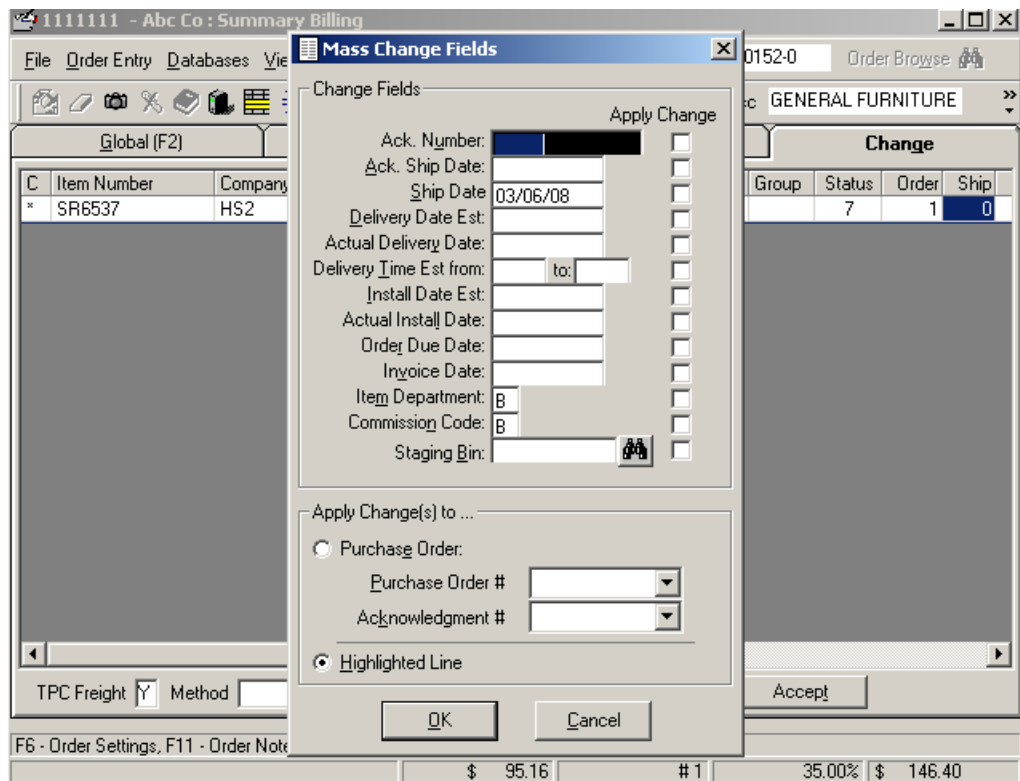 1111111 - Abc Co : Summary Billing
File Order Entry Databases Vie
0152-0 Order Browse
GENERAL FURNITURE
Global (F2)
Change
C Item Number Company
Group Status Order Ship
* SR6537 HS2
7 1 0
Mass Change Fields
Change Fields
Apply Change
Ack. Number:
Ack. Ship Date:
Ship Date 03/06/08
Delivery Date Est:
Actual Delivery Date:
Delivery Time Est from: to:
Install Date Est:
Actual Install Date:
Order Due Date:
Invoice Date:
Item Department: B
Commission Code: B
Staging Bin:
Apply Change(s) to ...
Purchase Order:
Purchase Order #
Acknowledgment #
Highlighted Line
OK Cancel
TPC Freight Y Method
Accept
F6 - Order Settings, F11 - Order Note
$ 95.16 # 1 35.00% $ 146.40